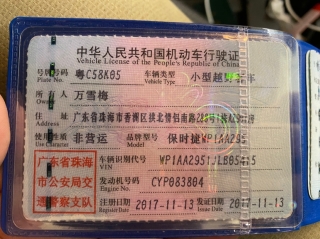 中华人民共和国机动车行驶证
Vehicle License of the People's Republic of China
号牌号码 粤C58K05 车辆类型 小型越野客车
Plate No. Vehicle Type
所有人 万雪梅
Owner
住址 广东省珠海市香洲区拱北
Address
使用性质 非营运 品牌型号 保时捷WP1AA295
Use Character Model
广东省珠海
市公安局交
通警察支队
车辆识别代号
VIN
发动机号码 CYP083804
Engine No.
注册日期 2017-11-13 发证日期 2017-11-13
Register Date Issue Date